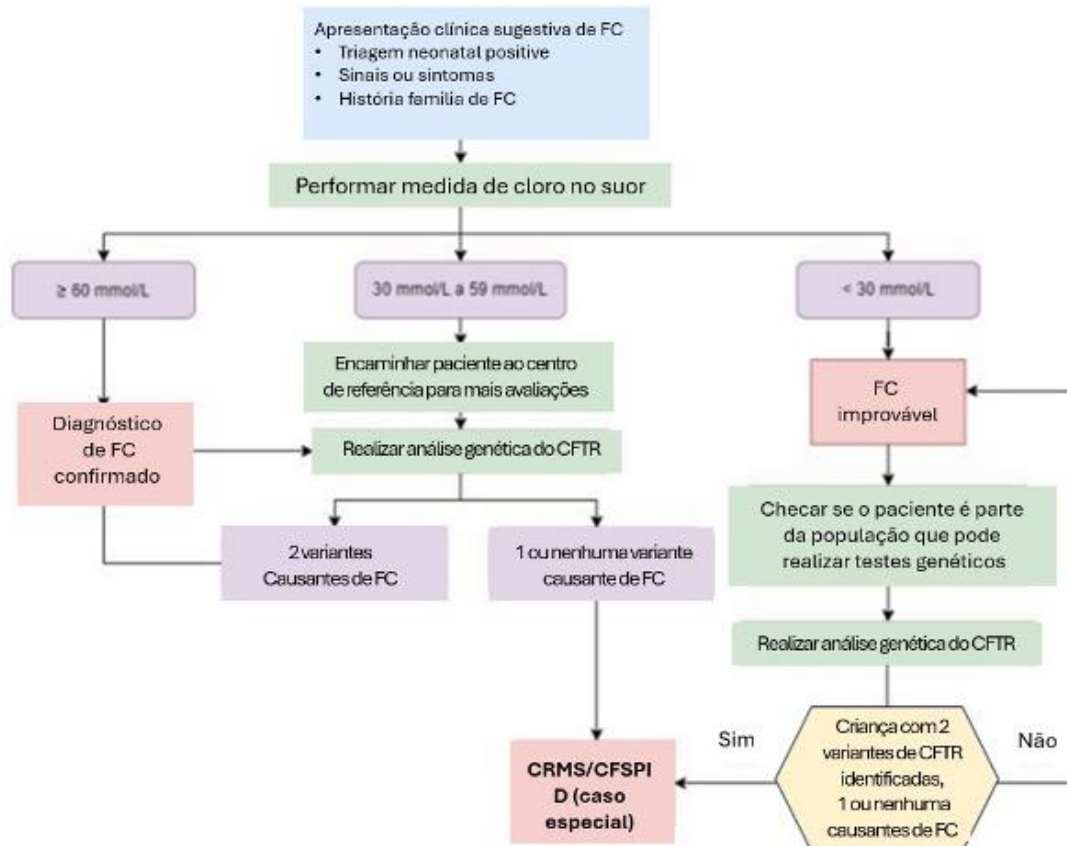 Apresentação clínica sugestiva de FC
• Triagem neonatal positive
• Sinais ou sintomas
• História familia de FC
Performar medida de cloro no suor
≥ 60 mmol/L
30 mmol/L a 59 mmol/L
< 30 mmol/L
Encaminhar paciente ao centro
de referência para mais avaliações
FC
improvável
Diagnóstico
de FC
confirmado
Realizar análise genética do CFTR
Checar se o paciente é parte
da população que pode
realizar testes genéticos
2 variantes
Causantes de FC
1 ou nenhuma variante
causante de FC
Realizar análise genética do CFTR
Sim
Criança com 2
variantes de CFTR
identificadas,
1 ou nenhuma
causantes de FC
Não
CRMS/CFSPI
D (caso
especial)